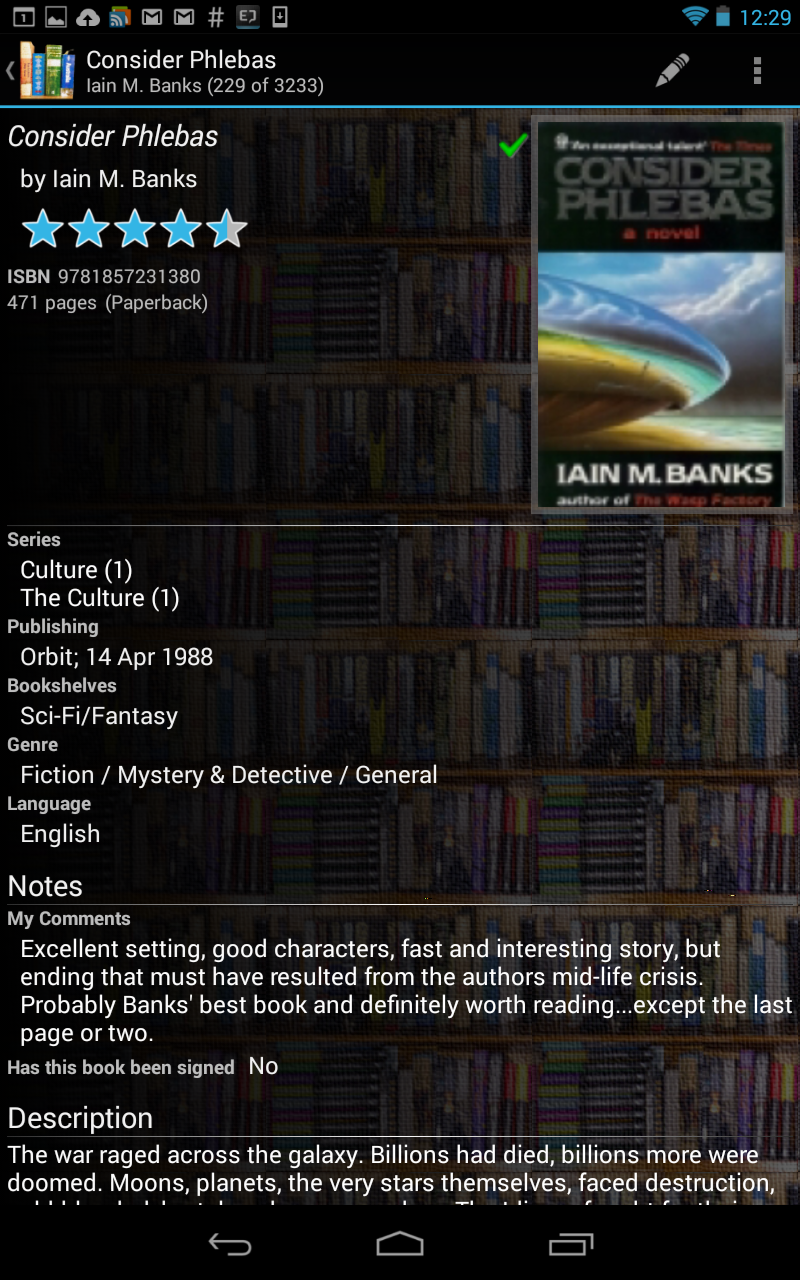 1
#
12:29
Consider Phlebas
Iain M. Banks (229 of 3233)
Consider Phlebas
by Iain M. Banks
ISBN 9781857231380
471 pages (Paperback)
'An exceptional talent' The Times
CONSIDER
PHLEBAS
a novel
IAIN M. BANKS
author of The Wasp Factory
Series
Culture (1)
The Culture (1)
Publishing
Orbit; 14 Apr 1988
Bookshelves
Sci-Fi/Fantasy
Genre
Fiction / Mystery & Detective / General
Language
English
Notes
My Comments
Excellent setting, good characters, fast and interesting story, but
ending that must have resulted from the authors mid-life crisis.
Probably Banks' best book and definitely worth reading...except the last
page or two.
Has this book been signed No
Description
The war raged across the galaxy. Billions had died, billions more were
doomed. Moons, planets, the very stars themselves, faced destruction,